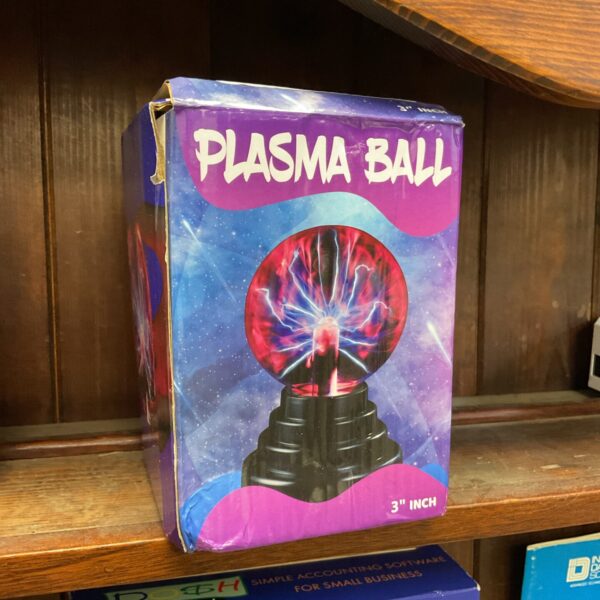 3" INCH
PLASMA BALL
3" INCH
SIMPLE ACCOUNTING SOFTWARE
FOR SMALL BUSINESS